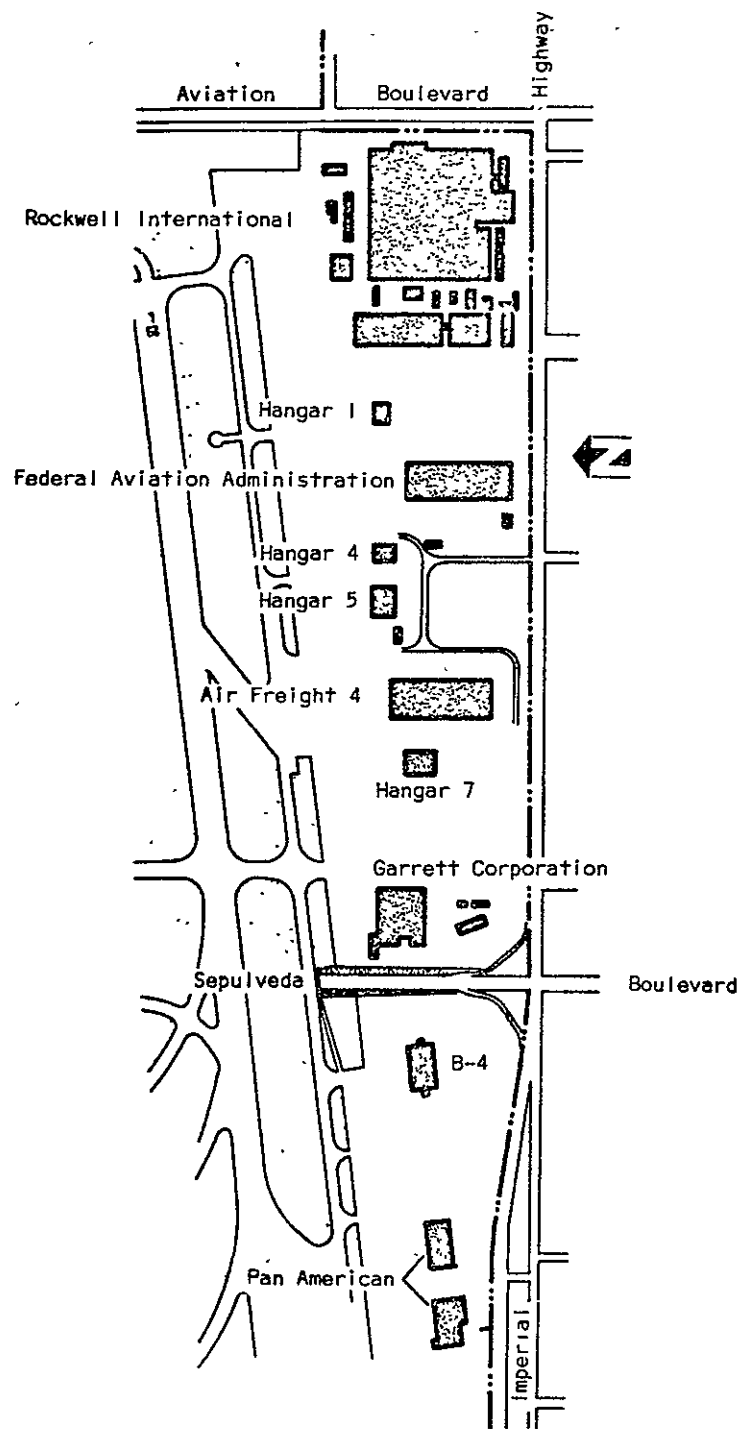 Highway
Aviation Boulevard
Rockwell International
Hangar 1
Federal Aviation Administration
Hangar 4
Hangar 5
Air Freight 4
Hangar 7
Garrett Corporation
Sepulveda Boulevard
B-4
Pan American
Imperial